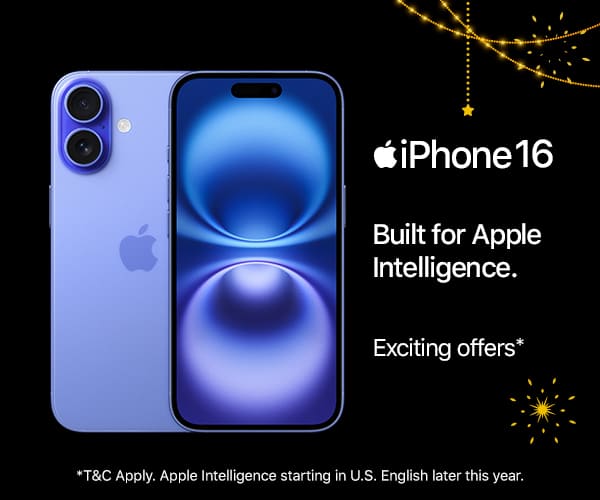 iPhone 16
Built for Apple
Intelligence.
Exciting offers*
*T&C Apply. Apple Intelligence starting in U.S. English later this year.